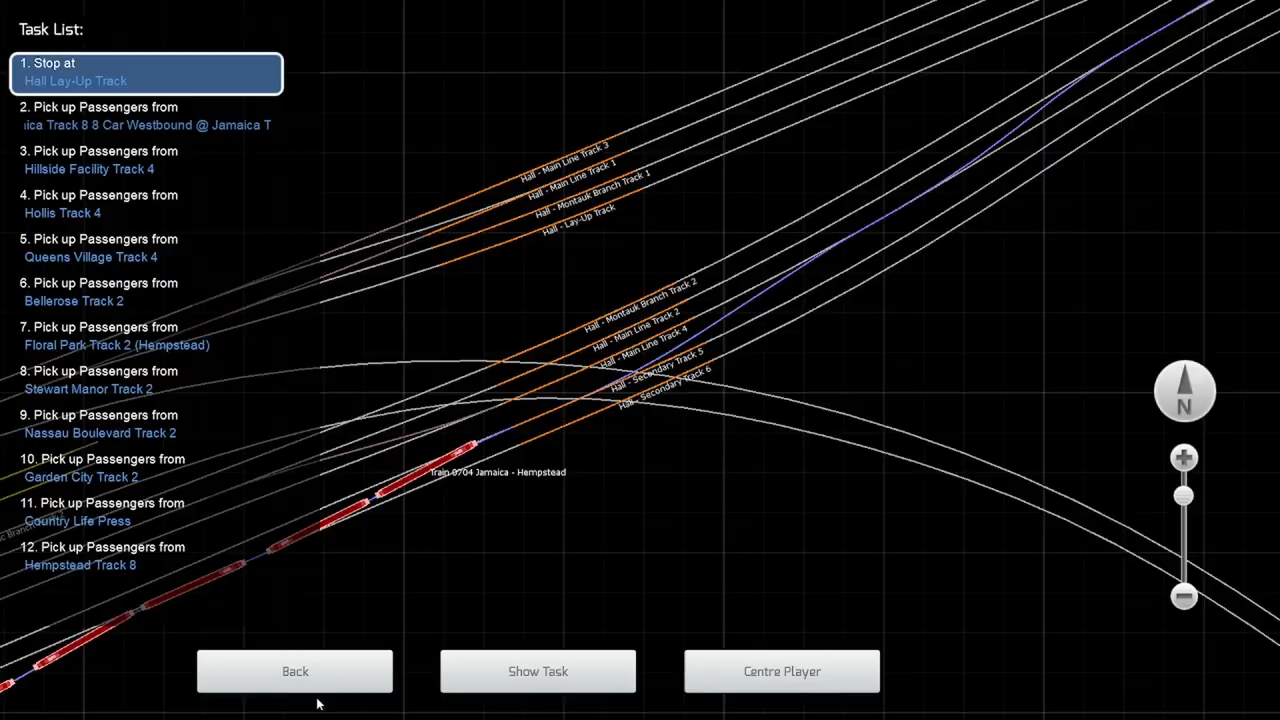 Task List:
1. Stop at
Hall Lay-Up Track
2. Pick up Passengers from
ica Track 8 8 Car Westbound @ Jamaica T
3. Pick up Passengers from
Hillside Facility Track 4
4. Pick up Passengers from
Hollis Track 4
5. Pick up Passengers from
Queens Village Track 4
6. Pick up Passengers from
Bellerose Track 2
7. Pick up Passengers from
Floral Park Track 2 (Hempstead)
8. Pick up Passengers from
Stewart Manor Track 2
9. Pick up Passengers from
Nassau Boulevard Track 2
10. Pick up Passengers from
Garden City Track 2
11. Pick up Passengers from
Country Life Press
12. Pick up Passengers from
Hempstead Track 8
Hall - Main Line Track 3
Hall - Main Line Track 1
Hall - Montauk Branch Track 1
Hall - Lay-Up Track
Hall - Montauk Branch Track 2
Hall - Main Line Track 2
Hall - Main Line Track 4
Hall - Secondary Track 5
Hall - Secondary Track 6
Train 0704 Jamaica - Hempstead
N
Back
Show Task
Centre Player